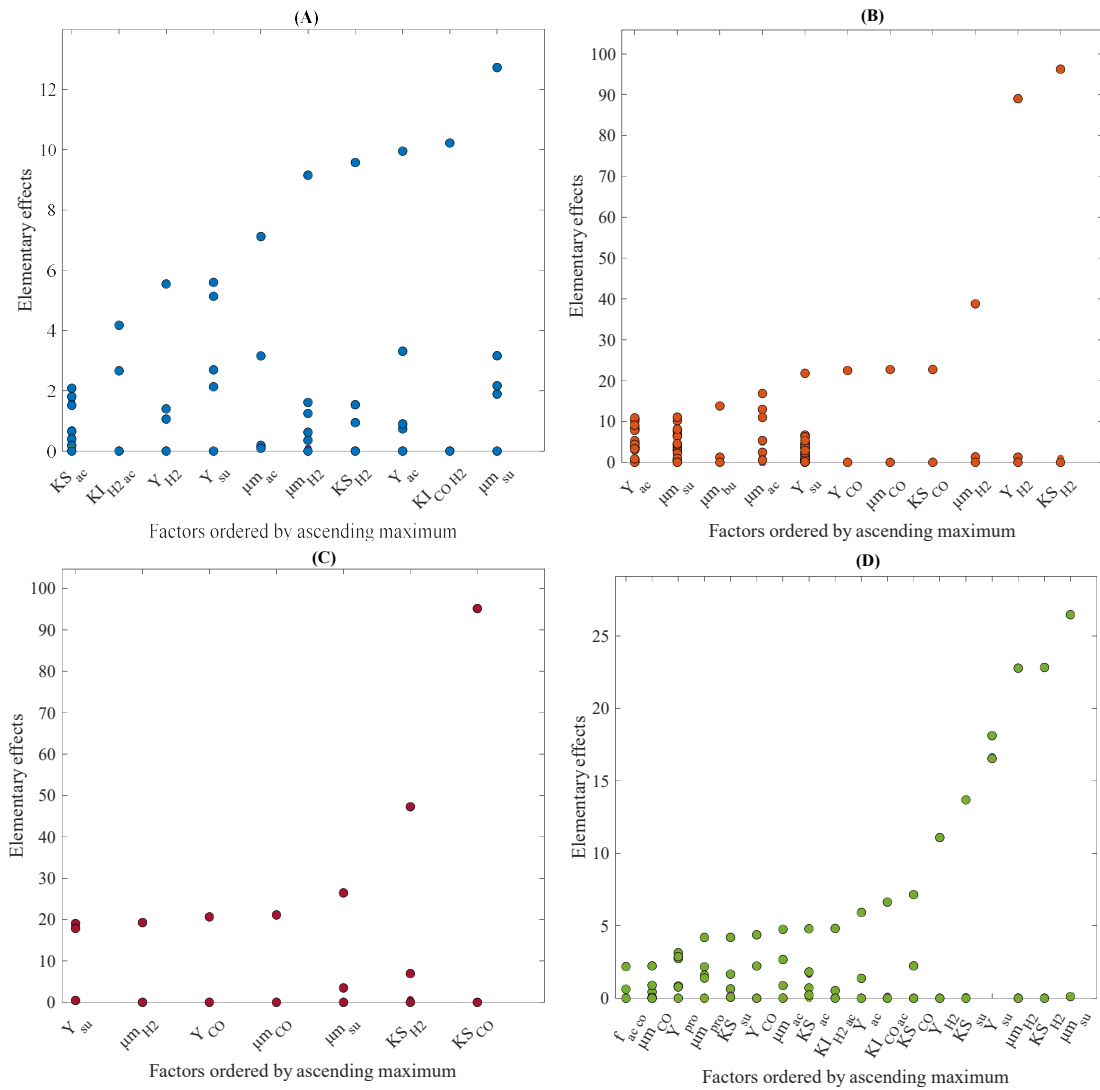 (A)
Elementary effects
12
10
8
6
4
2
0
KS ac
KI H2 ac
Y H2
Y su
μm ac
μm H2
KS H2
Y ac
KI CO H2
μm su
Factors ordered by ascending maximum
(B)
Elementary effects
100
90
80
70
60
50
40
30
20
10
0
Y ac
μm su
μm bu
μm ac
Y su
Y CO
μm CO
KS CO
μm H2
Y H2
KS H2
Factors ordered by ascending maximum
(C)
Elementary effects
100
90
80
70
60
50
40
30
20
10
0
Y su
μm H2
Y CO
μm CO
μm su
KS H2
KS CO
Factors ordered by ascending maximum
(D)
Elementary effects
25
20
15
10
5
0
f ac co
μm CO
Y pro
μm pro
KS su
Y CO
μm ac
KS ac
KI H2 ac
Y ac
KI CO ac
KS CO
Y H2
KS su
Y su
μm H2
KS H2
μm su
Factors ordered by ascending maximum